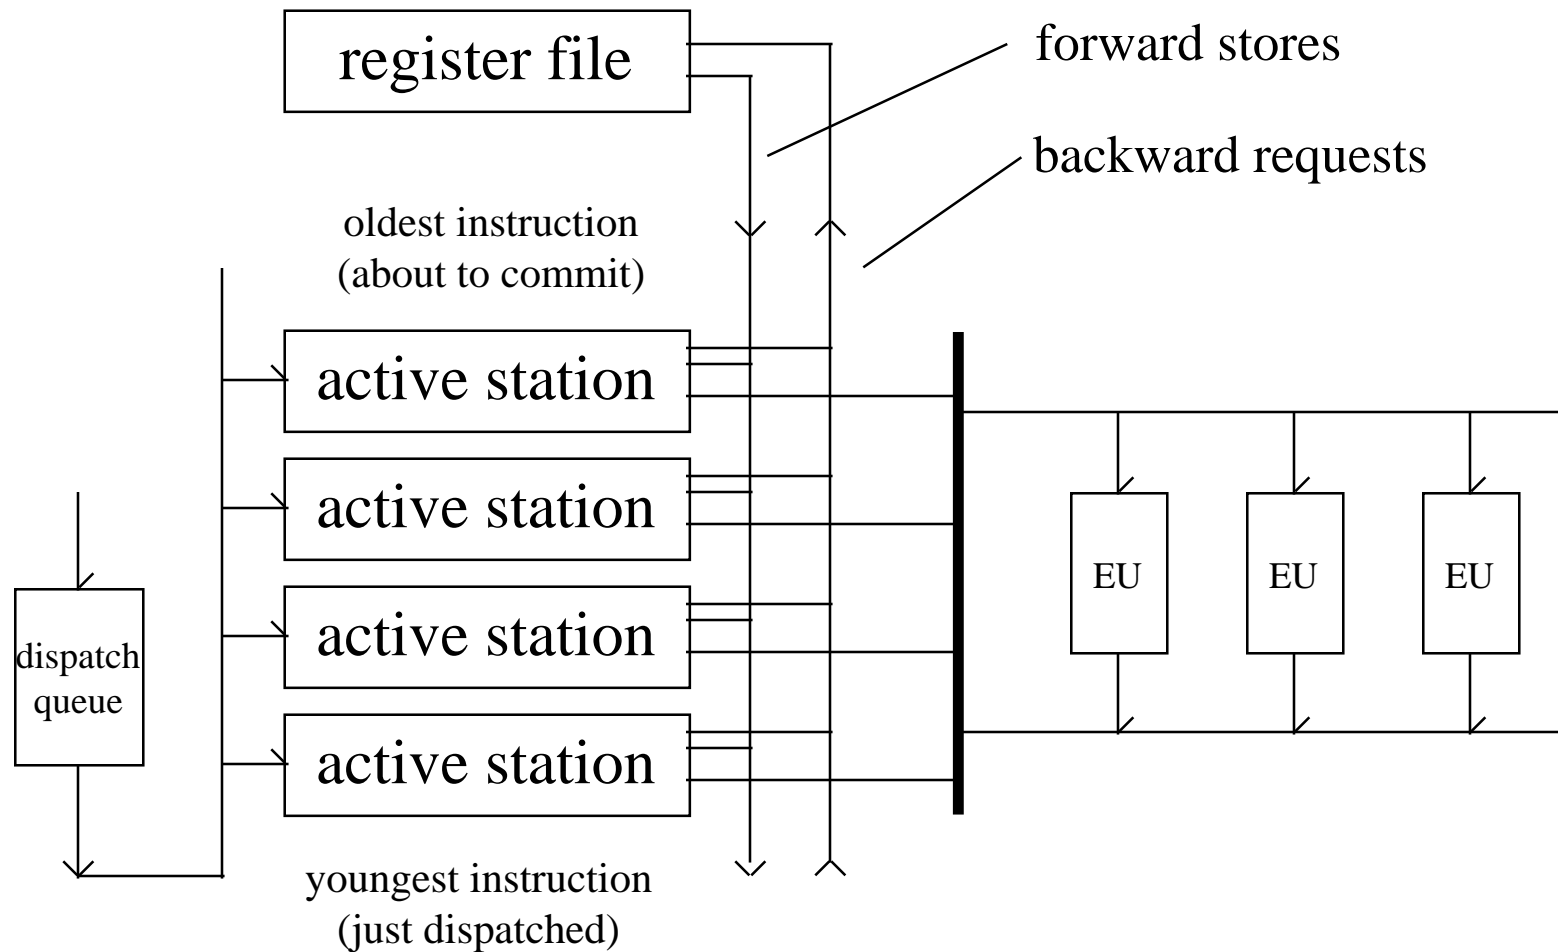 register file
forward stores
backward requests
oldest instruction
(about to commit)
active station
active station
active station
active station
EU
EU
EU
dispatch
queue
youngest instruction
(just dispatched)